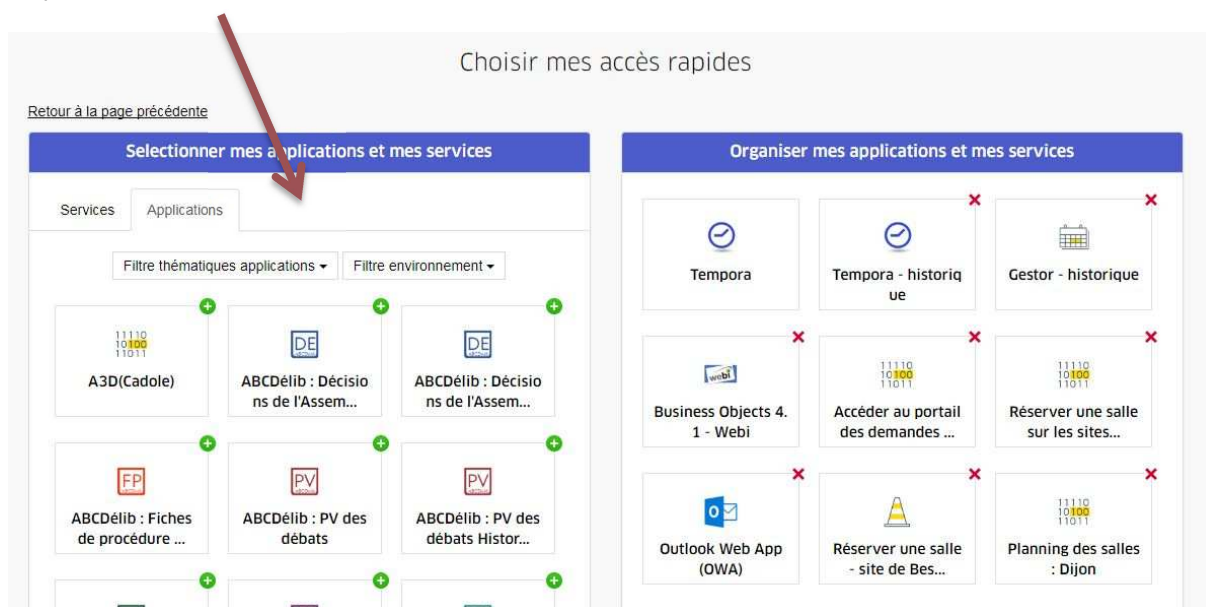 Choisir mes accès rapides
Retour à la page précédente
Selectionner mes applications et mes services
Services
Applications
Filtre thématiques applications
Filtre environnement
11110
10100
11011
A3D(Cadole)
DE
ABCDélib : Décisio
ns de l'Assem...
DE
ABCDélib : Décisio
ns de l'Assem...
FP
ABCDélib : Fiches
de procédure ...
PV
ABCDélib : PV des
débats
PV
ABCDélib : PV des
débats Histor...
Organiser mes applications et mes services
Tempora
Tempora - historiq
ue
Gestor - historique
webi
Business Objects 4.
1 - Webi
11110
10100
11011
Accéder au portail
des demandes ...
11110
10100
11011
Réserver une salle
sur les sites...
Outlook Web App
(OWA)
Réserver une salle
- site de Bes...
11110
10100
11011
Planning des salles
: Dijon